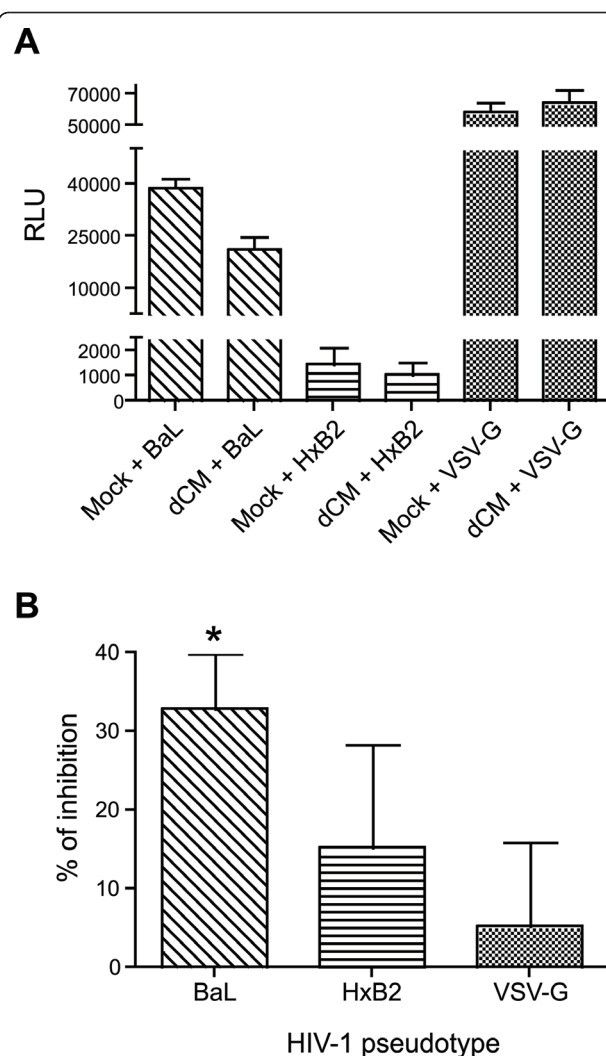 A
RLU
70000
50000
40000
25000
10000
2000
1000
0
Mock + BaL
dCM + BaL
Mock + HxB2
dCM + HxB2
Mock + VSV-G
dCM + VSV-G
B
% of inhibition
40
30
20
10
0
*
BaL
HxB2
VSV-G
HIV-1 pseudotype